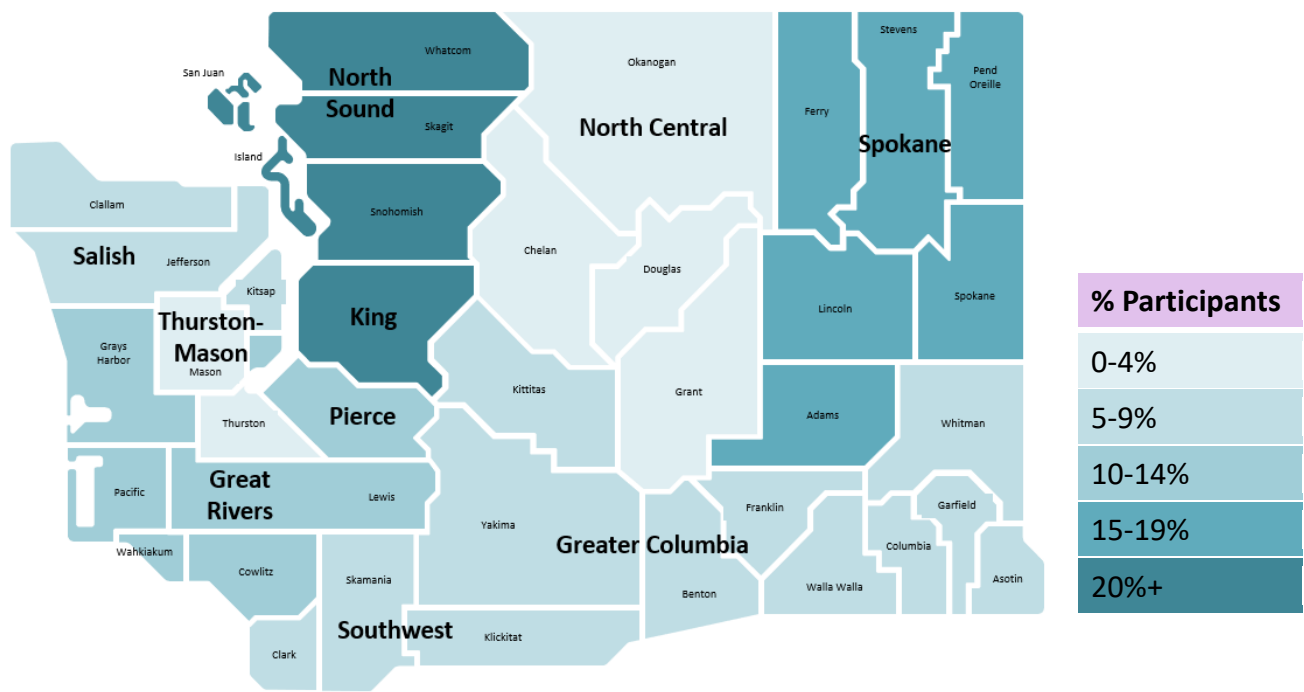 Whatcom
San Juan
North
Sound
Skagit
Island
Snohomish
King
Okanogan
North Central
Chelan
Douglas
Grant
Stevens
Pend
Oreille
Ferry
Spokane
Lincoln
Spokane
Adams
Clallam
Salish
Jefferson
Kitsap
Thurston-
Mason
Mason
Grays
Harbor
Thurston
Pierce
Great
Rivers
Pacific
Lewis
Wahkiakum
Cowlitz
Skamania
Southwest
Clark
Klickitat
Kittitas
Yakima
Greater Columbia
Benton
Franklin
Walla Walla
Columbia
Garfield
Whitman
Asotin
% Participants
0-4%
5-9%
10-14%
15-19%
20%+